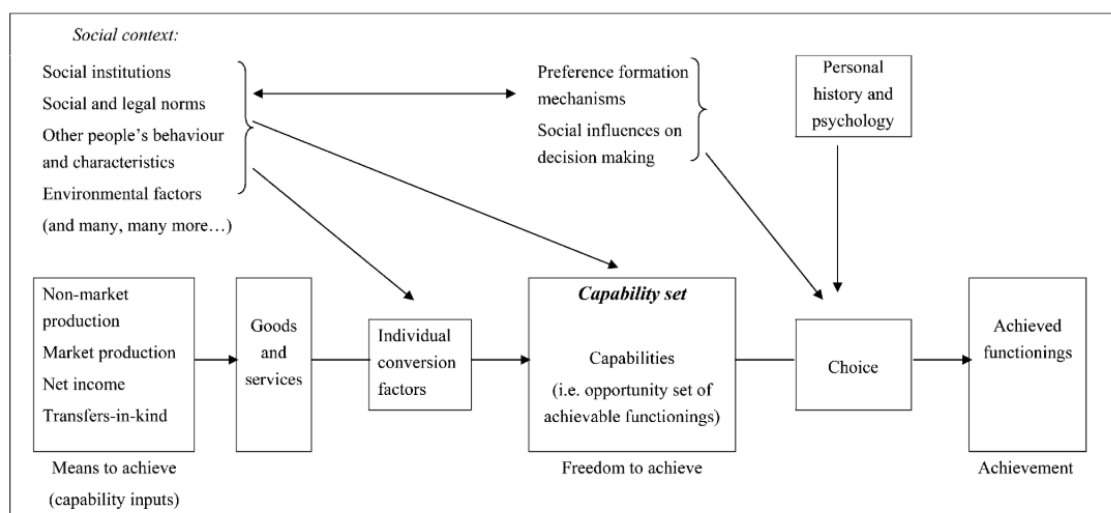 Social context:
Social institutions
Social and legal norms
Other people's behaviour
and characteristics
Environmental factors
(and many, many more…)
Preference formation
mechanisms
Social influences on
decision making
Personal
history and
psychology
Non-market
production
Market production
Net income
Transfers-in-kind
Goods
and
services
Individual
conversion
factors
Capability set
Capabilities
(i.e. opportunity set of
achievable functionings)
Choice
Achieved
functionings
Means to achieve
(capability inputs)
Freedom to achieve
Achievement